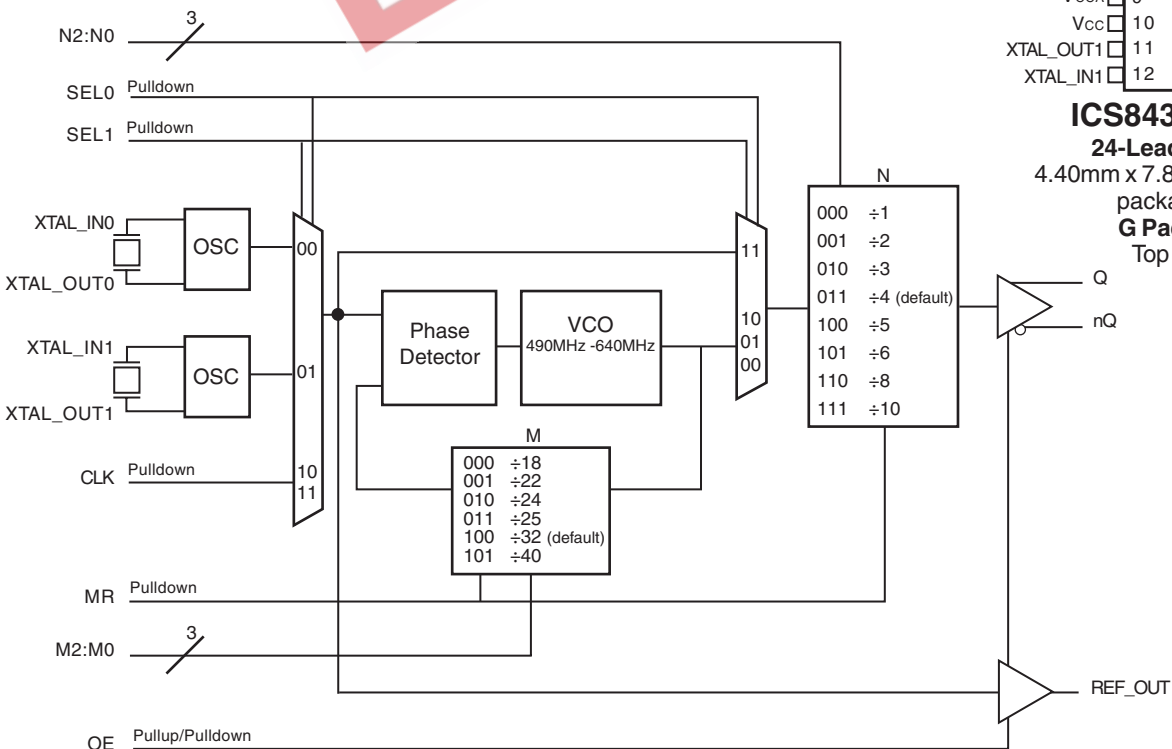 3
N2:N0
SEL0 Pulldown
SEL1 Pulldown
XTAL_IN0
XTAL_OUT0
OSC
XTAL_IN1
XTAL_OUT1
OSC
CLK Pulldown
00
01
10
11
Phase
Detector
VCO
490MHz -640MHz
11
10
01
00
M
000 ÷18
001 ÷22
010 ÷24
011 ÷25
100 ÷32 (default)
101 ÷40
N
000 ÷1
001 ÷2
010 ÷3
011 ÷4 (default)
100 ÷5
101 ÷6
110 ÷8
111 ÷10
Q
nQ
MR Pulldown
3
M2:M0
REF_OUT
OE Pullup/Pulldown
VCC 10
XTAL_OUT1 11
XTAL_IN1 12
ICS843
24-Lead
4.40mm x 7.8
packa
G Pa
Top